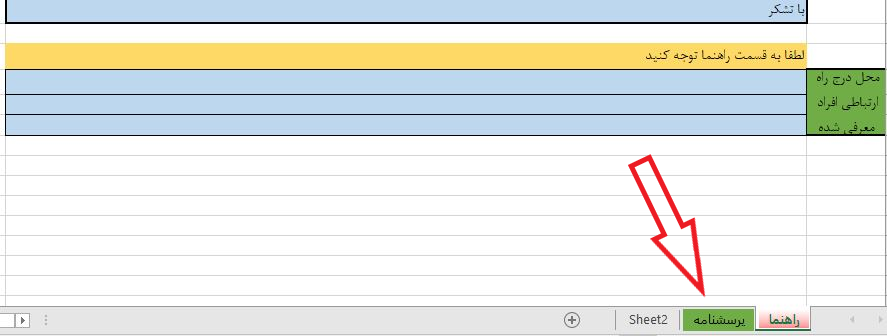 با تشکر
لطفا به قسمت راهنما توجه کنید
محل درج راه
ارتباطی افراد
معرفی شده
راهنما
پرسشنامه
Sheet2